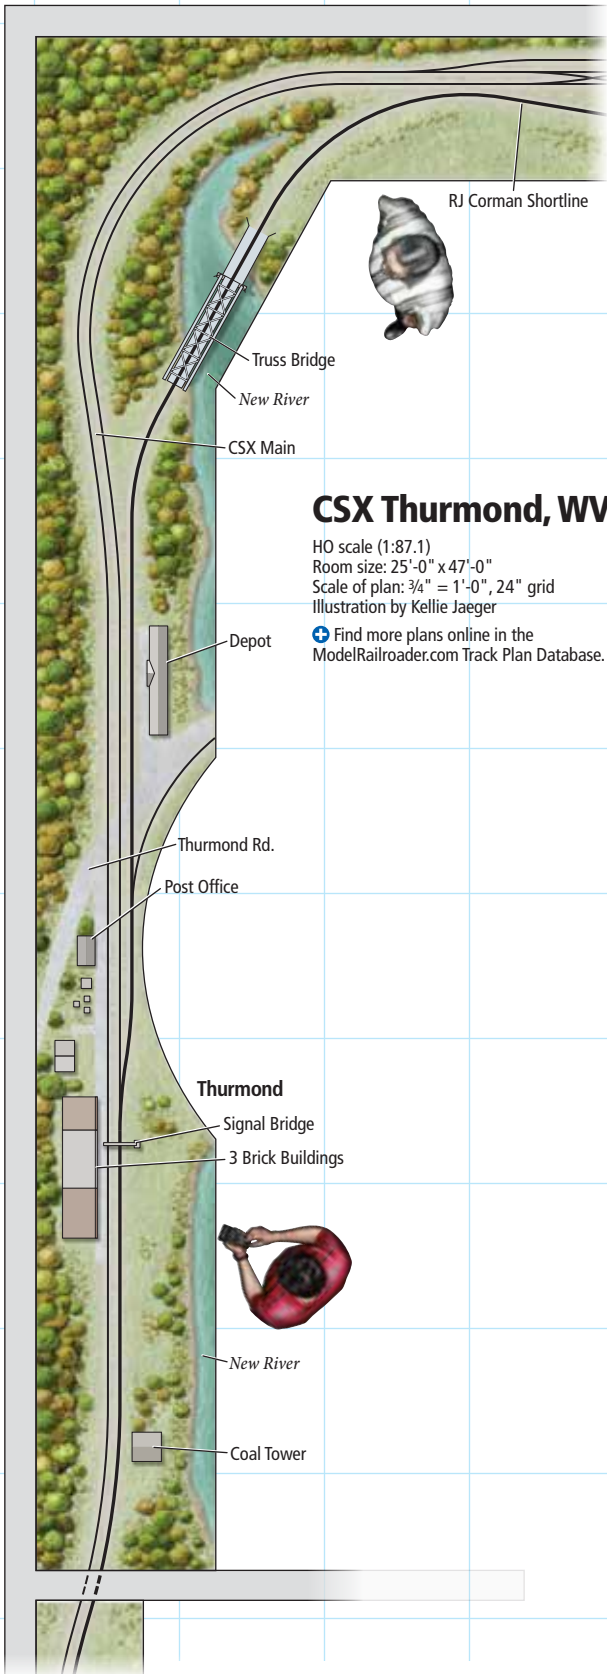 RJ Corman Shortline
Truss Bridge
New River
CSX Main
CSX Thurmond, WV
HO scale (1:87.1)
Room size: 25'-0" x 47'-0"
Scale of plan: ¾" = 1'-0", 24" grid
Illustration by Kellie Jaeger
Find more plans online in the
ModelRailroader.com Track Plan Database.
Depot
Thurmond Rd.
Post Office
Thurmond
Signal Bridge
3 Brick Buildings
New River
Coal Tower